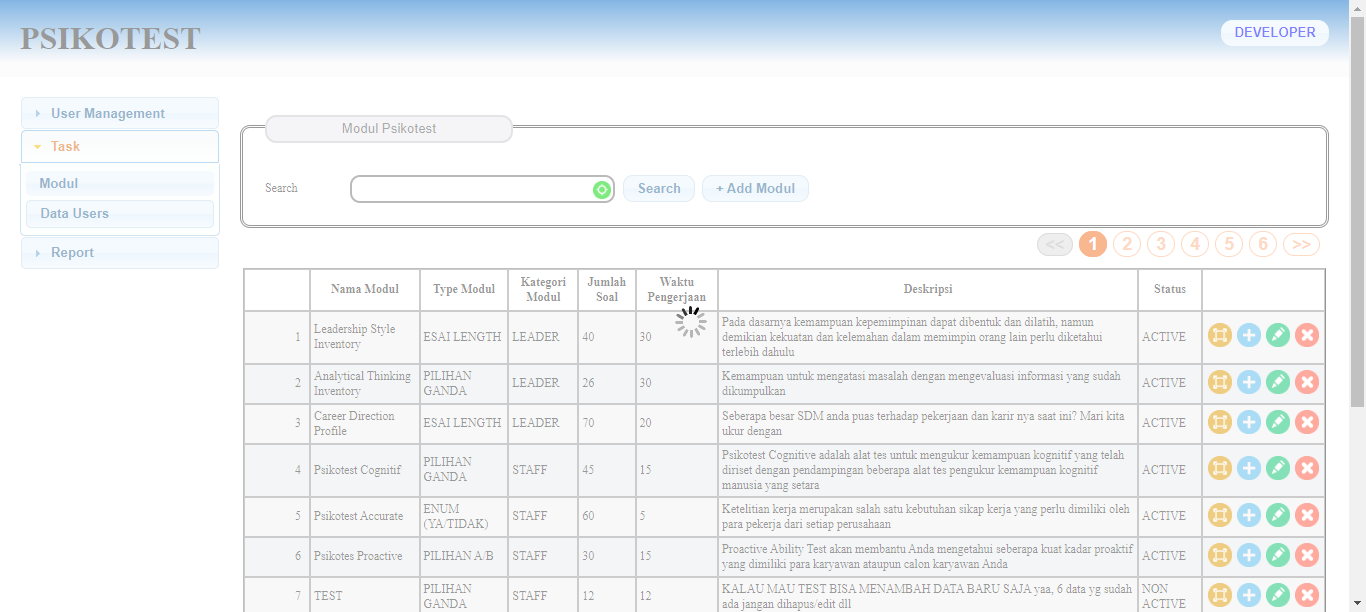 PSIKOTEST
DEVELOPER
User Management
Task
Modul
Data Users
Report
Modul Psikotest
Search
Search
+ Add Modul
<< 1 2 3 4 5 6 >>
Nama Modul Type Modul Kategori Modul Jumlah Soal Waktu Pengerjaan Deskripsi Status
1 Leadership Style Inventory ESAI LENGTH LEADER 40 30 Pada dasarnya kemampuan kepemimpinan dapat dibentuk dan dilatih, namun
demikian kekuatan dan kelemahan dalam memimpin orang lain perlu diketahui
terlebih dahulu ACTIVE
2 Analytical Thinking Inventory PILIHAN GANDA LEADER 26 30 Kemampuan untuk mengatasi masalah dengan mengevaluasi informasi yang sudah
dikumpulkan ACTIVE
3 Career Direction Profile ESAI LENGTH LEADER 70 20 Seberapa besar SDM anda puas terhadap pekerjaan dan karir nya saat ini? Mari kita
ukur dengan ACTIVE
4 Psikotest Cognitif PILIHAN GANDA STAFF 45 15 Psikotest Cognitive adalah alat tes untuk mengukur kemampuan kognitif yang telah
diriset dengan pendampingan beberapa alat tes pengukur kemampuan kognitif
manusia yang setara ACTIVE
5 Psikotest Accurate ENUM (YA/TIDAK) STAFF 60 5 Ketelitian kerja merupakan salah satu kebutuhan sikap kerja yang perlu dimiliki oleh
para pekerja dari setiap perusahaan ACTIVE
6 Psikotes Proactive PILIHAN A/B STAFF 30 15 Proactive Ability Test akan membantu Anda mengetahui seberapa kuat kadar proaktif
yang dimiliki para karyawan ataupun calon karyawan Anda ACTIVE
7 TEST PILIHAN GANDA STAFF 12 12 KALAU MAU TEST BISA MENAMBAH DATA BARU SAJA yaa, 6 data yg sudah
ada jangan dihapus/edit dll NON ACTIVE